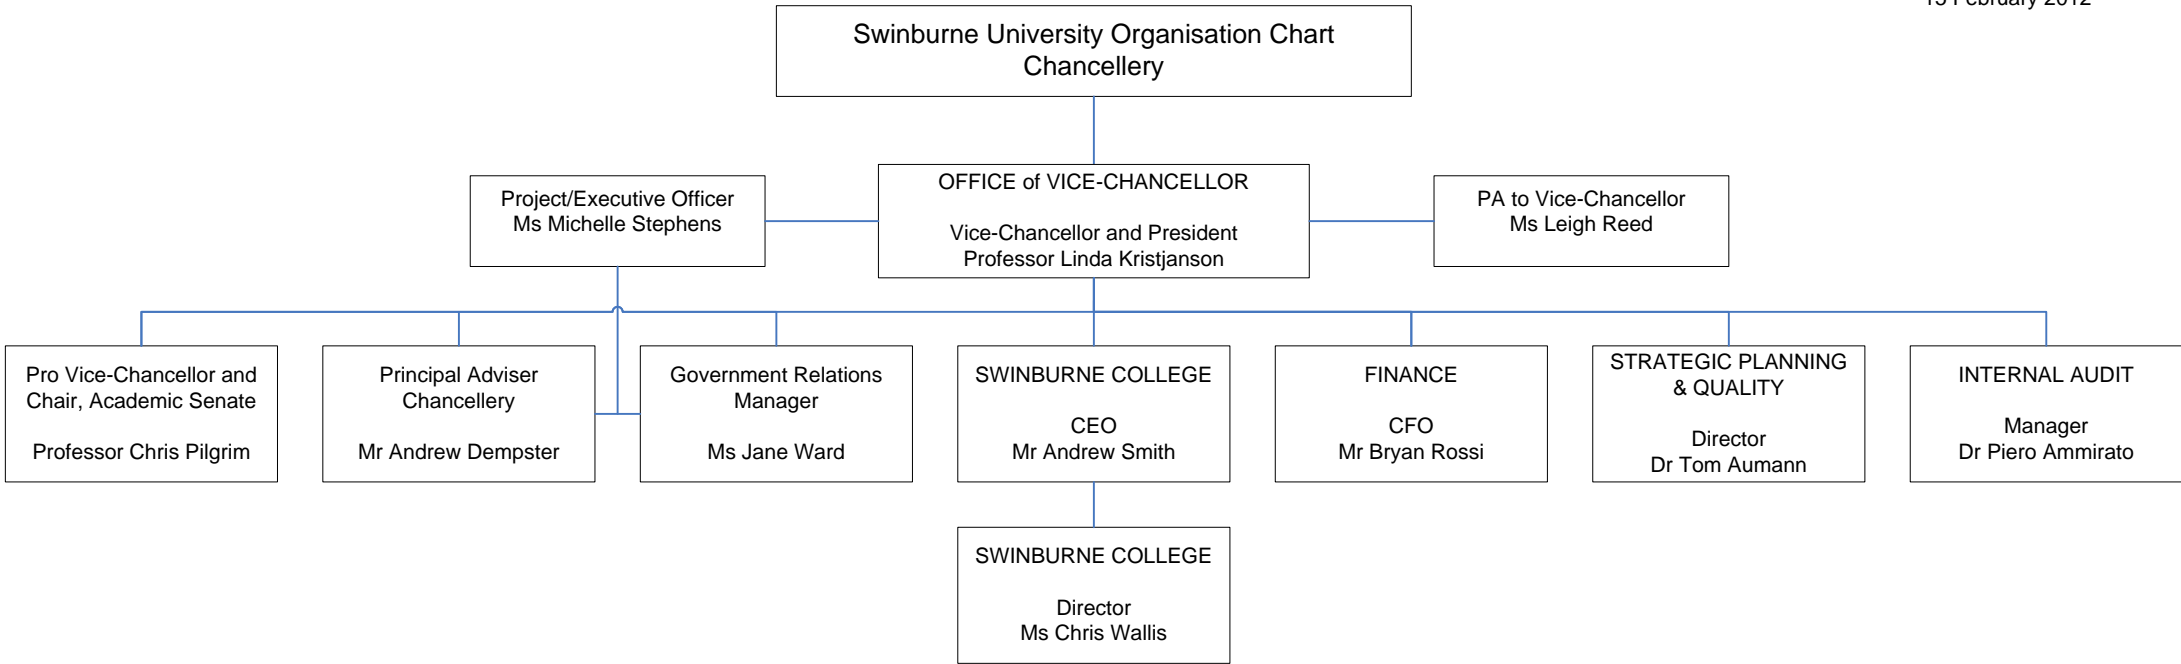 February 2012
Swinburne University Organisation Chart
Chancellery
Project/Executive Officer
Ms Michelle Stephens
OFFICE of VICE-CHANCELLOR
Vice-Chancellor and President
Professor Linda Kristjanson
PA to Vice-Chancellor
Ms Leigh Reed
Pro Vice-Chancellor and
Chair, Academic Senate
Professor Chris Pilgrim
Principal Adviser
Chancellery
Mr Andrew Dempster
Government Relations
Manager
Ms Jane Ward
SWINBURNE COLLEGE
CEO
Mr Andrew Smith
FINANCE
CFO
Mr Bryan Rossi
STRATEGIC PLANNING
& QUALITY
Director
Dr Tom Aumann
INTERNAL AUDIT
Manager
Dr Piero Ammirato
SWINBURNE COLLEGE
Director
Ms Chris Wallis